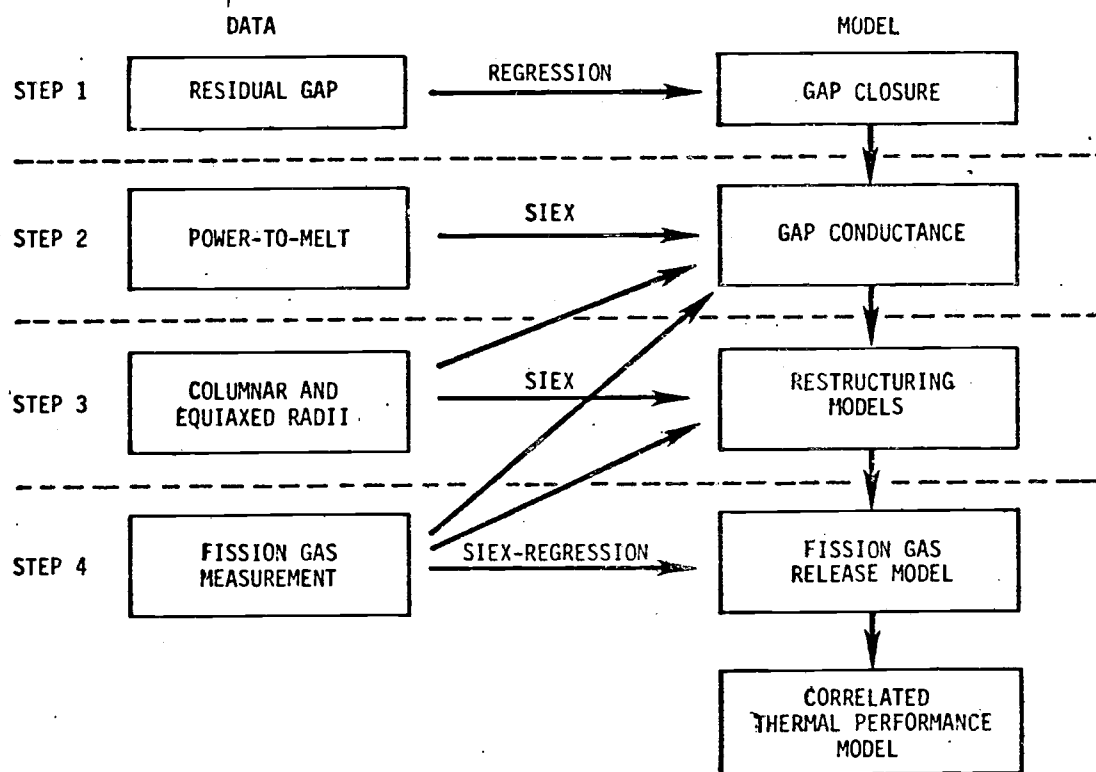 DATA
MODEL
STEP 1
RESIDUAL GAP
REGRESSION
GAP CLOSURE
STEP 2
POWER-TO-MELT
SIEX
GAP CONDUCTANCE
STEP 3
COLUMNAR AND
EQUIAXED RADII
SIEX
RESTRUCTURING
MODELS
STEP 4
FISSION GAS
MEASUREMENT
SIEX-REGRESSION
FISSION GAS
RELEASE MODEL
CORRELATED
THERMAL PERFORMANCE
MODEL